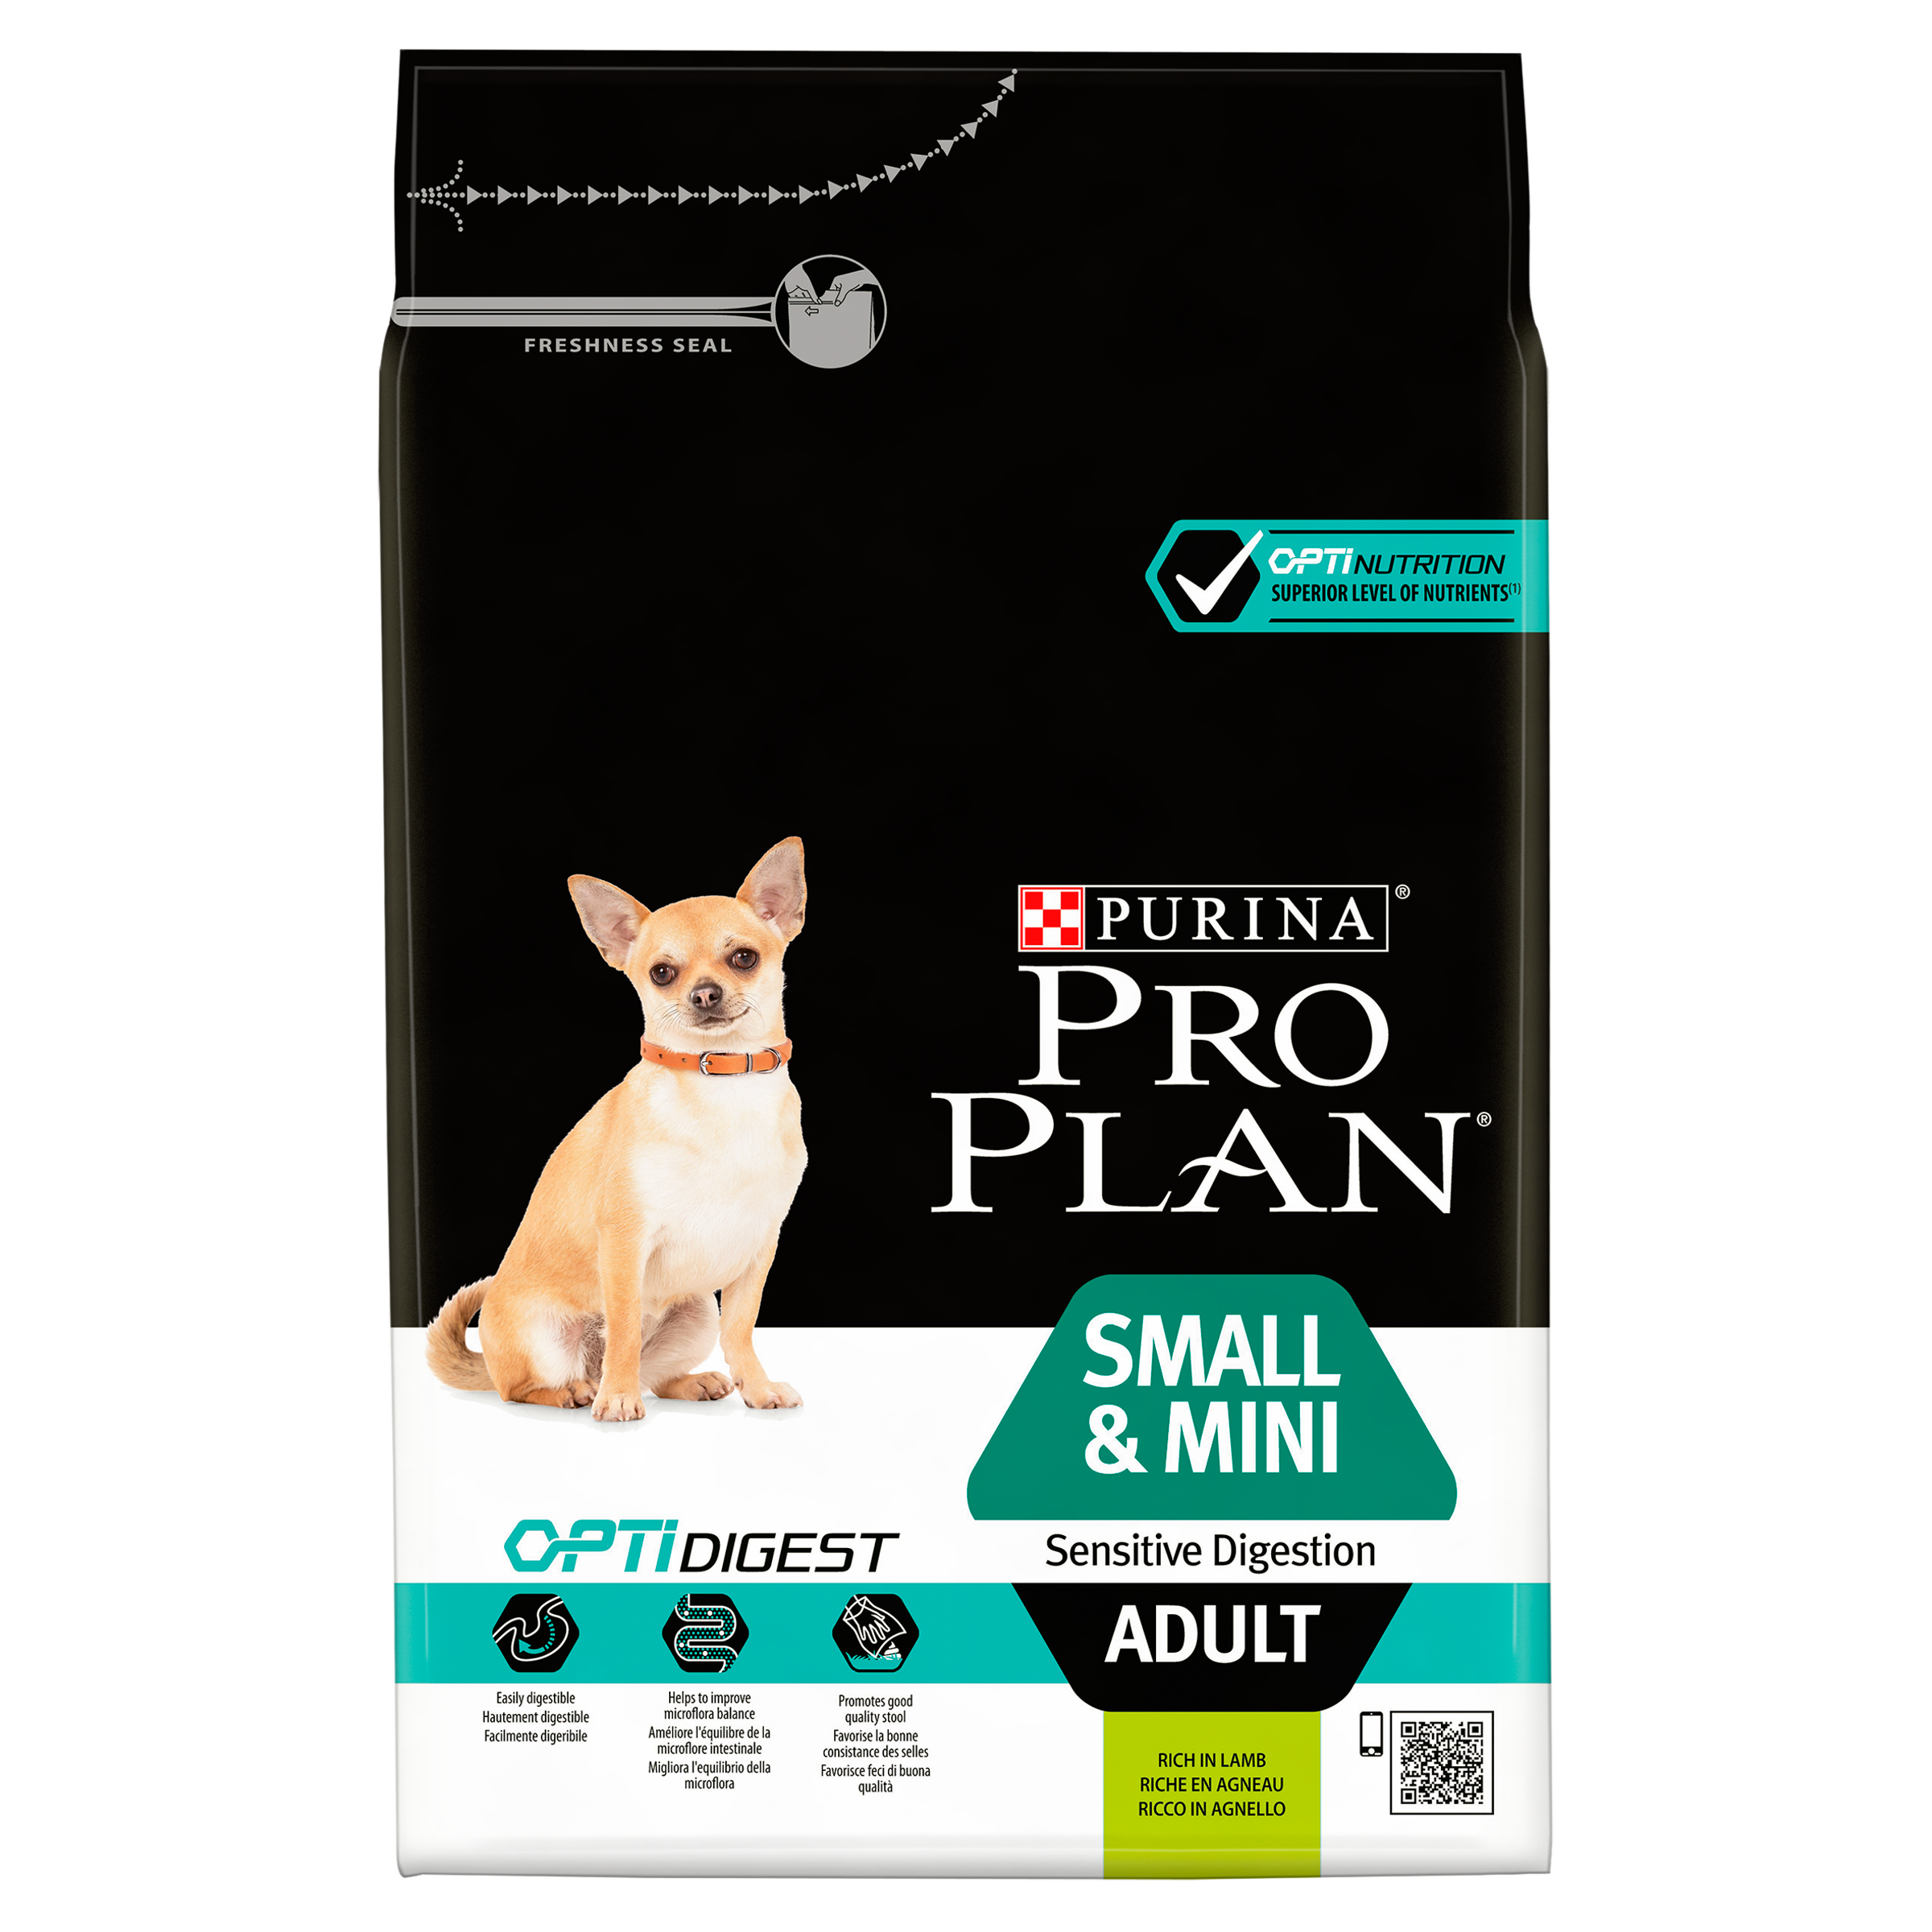 FRESHNESS SEAL
OPTiNUTRITION
SUPERIOR LEVEL OF NUTRIENTS(1)
PURINA®
PRO
PLAN®
SMALL
& MINI
Sensitive Digestion
ADULT
OPTiDIGEST
Easily digestible
Hautement digestible
Facilmente digeribile
Helps to improve
microflora balance
Améliore l'équilibre de la
microflore intestinale
Migliora l'equilibrio della
microflora
Promotes good
quality stool
Favorise la bonne
consistance des selles
Favorisce feci di buona
qualità
RICH IN LAMB
RICHE EN AGNEAU
RICCO IN AGNELLO